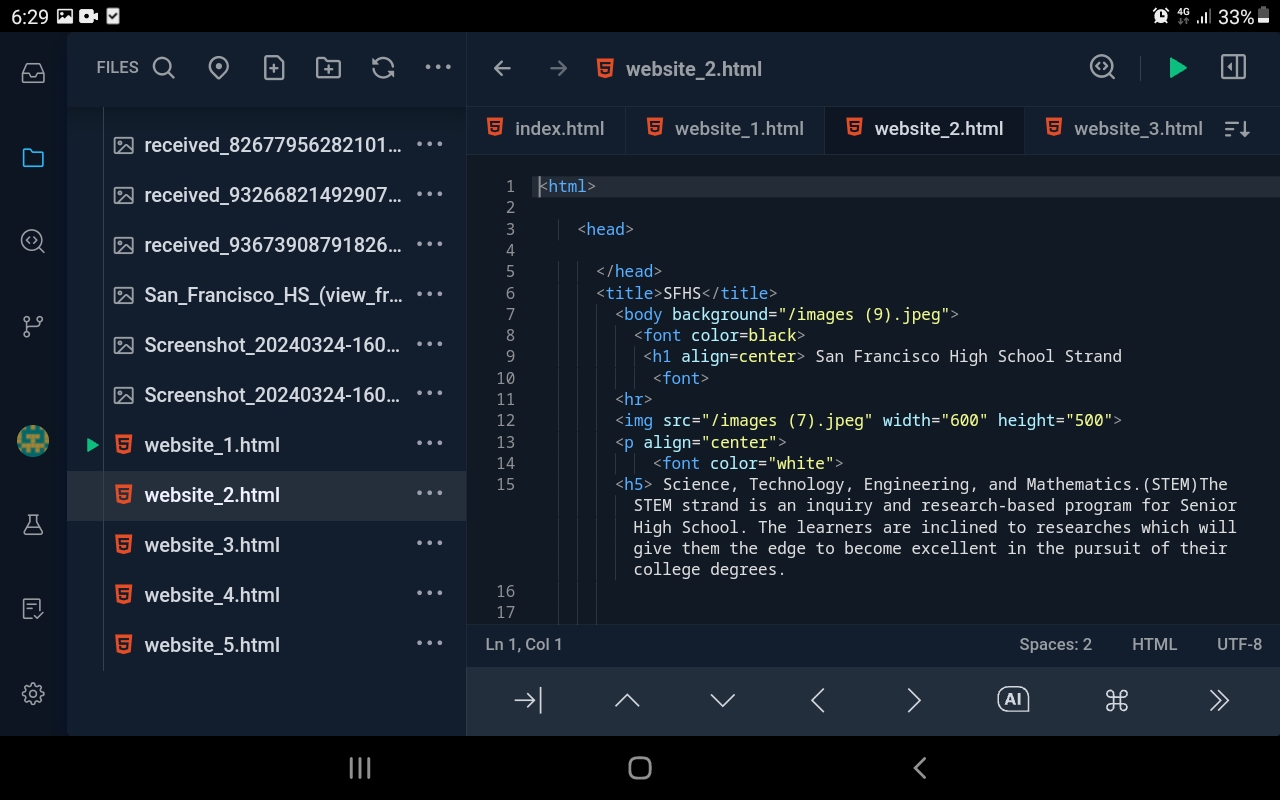 6:29
4G
33%
FILES
website_2.html
index.html
website_1.html
website_2.html
website_3.html
received_82677956282101...
received_93266821492907...
received_93673908791826...
San_Francisco_HS_(view_fr...
Screenshot_20240324-160...
Screenshot_20240324-160...
website_1.html
website_2.html
website_3.html
website_4.html
website_5.html
1 <html>
2
3 <head>
4
5 </head>
6 <title>SFHS</title>
7 <body background="/images (9).jpeg">
8 <font color=black>
9 <h1 align=center> San Francisco High School Strand
10 <font>
11 <hr>
12 <img src="/images (7).jpeg" width="600" height="500">
13 <p align="center">
14 <font color="white">
15 <h5> Science, Technology, Engineering, and Mathematics.(STEM)The
STEM strand is an inquiry and research-based program for Senior
High School. The learners are inclined to researches which will
give them the edge to become excellent in the pursuit of their
college degrees.
16
17
Ln 1, Col 1
Spaces: 2
HTML
UTF-8
AI